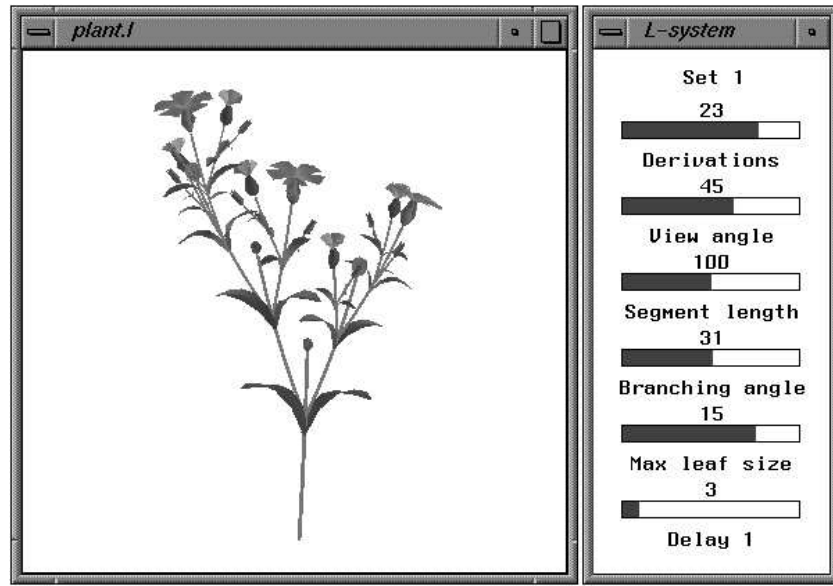 plant.l
L-system
Set 1
23
Derivations
45
View angle
100
Segment length
31
Branching angle
15
Max leaf size
3
Delay 1